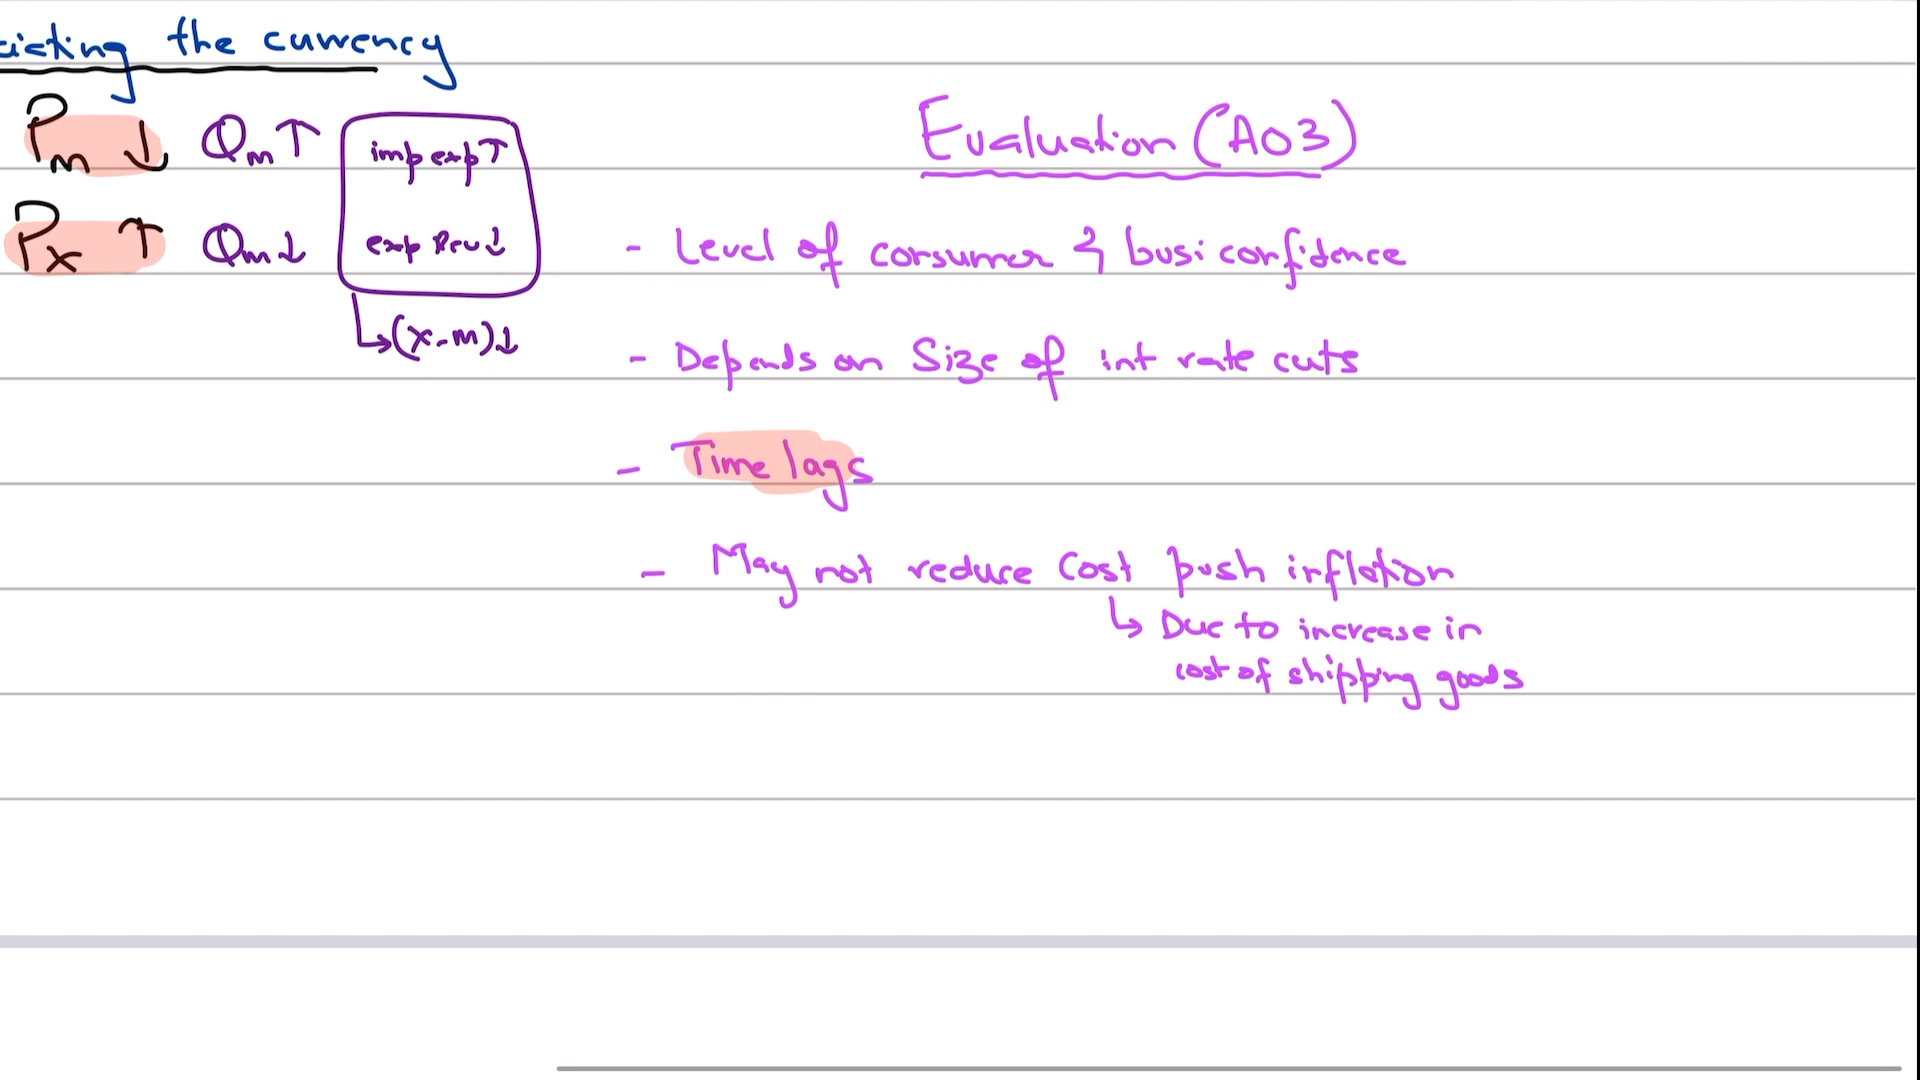 the currency
Pm ↓ Qm ↑ imp exp ↑
Px ↑ Qm ↓ exp Rev ↓
↳ (x-m) ↓
Evaluation (AO3)
- Level of consumer & busi confidence
- Depends on Size of int rate cuts
- Time lags
- May not reduce Cost push inflation
↳ Due to increase in
cost of shipping goods